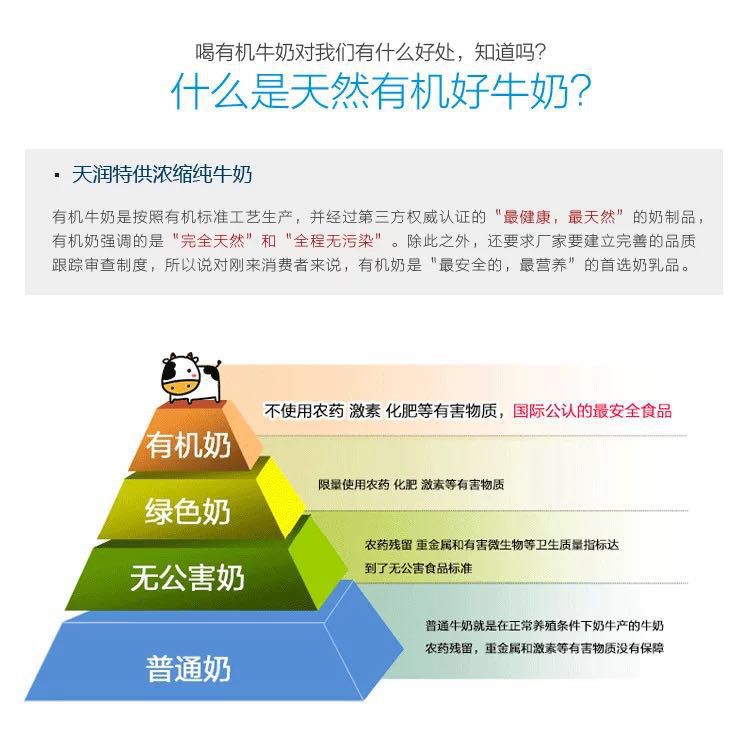 喝有机牛奶对我们有什么好处，知道吗？
什么是天然有机好牛奶？
· 天润特供浓缩纯牛奶
有机牛奶是按照有机标准工艺生产，并经过第三方权威认证的“最健康，最天然”的奶制品，
有机奶强调的是“完全天然”和“全程无污染”。除此之外，还要求厂家要建立完善的品质
跟踪审查制度，所以说对刚来消费者来说，有机奶是“最安全的，最营养”的首选奶乳品。
不使用农药 激素 化肥等有害物质，国际公认的最安全食品
有机奶
限量使用农药 化肥 激素等有害物质
绿色奶
农药残留 重金属和有害微生物等卫生质量指标达
到了无公害食品标准
无公害奶
普通牛奶就是在正常养殖条件下奶牛产的牛奶
农药残留，重金属和激素等有害物质没有保障
普通奶